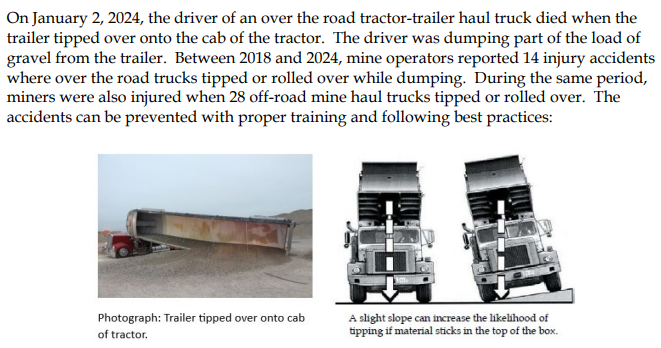 On January 2, 2024, the driver of an over the road tractor-trailer haul truck died when the
trailer tipped over onto the cab of the tractor.  The driver was dumping part of the load of
gravel from the trailer.  Between 2018 and 2024, mine operators reported 14 injury accidents
where over the road trucks tipped or rolled over while dumping.  During the same period,
miners were also injured when 28 off-road mine haul trucks tipped or rolled over.  The
accidents can be prevented with proper training and following best practices:
Photograph: Trailer tipped over onto cab
of tractor.
A slight slope can increase the likelihood of
tipping if material sticks in the top of the box.